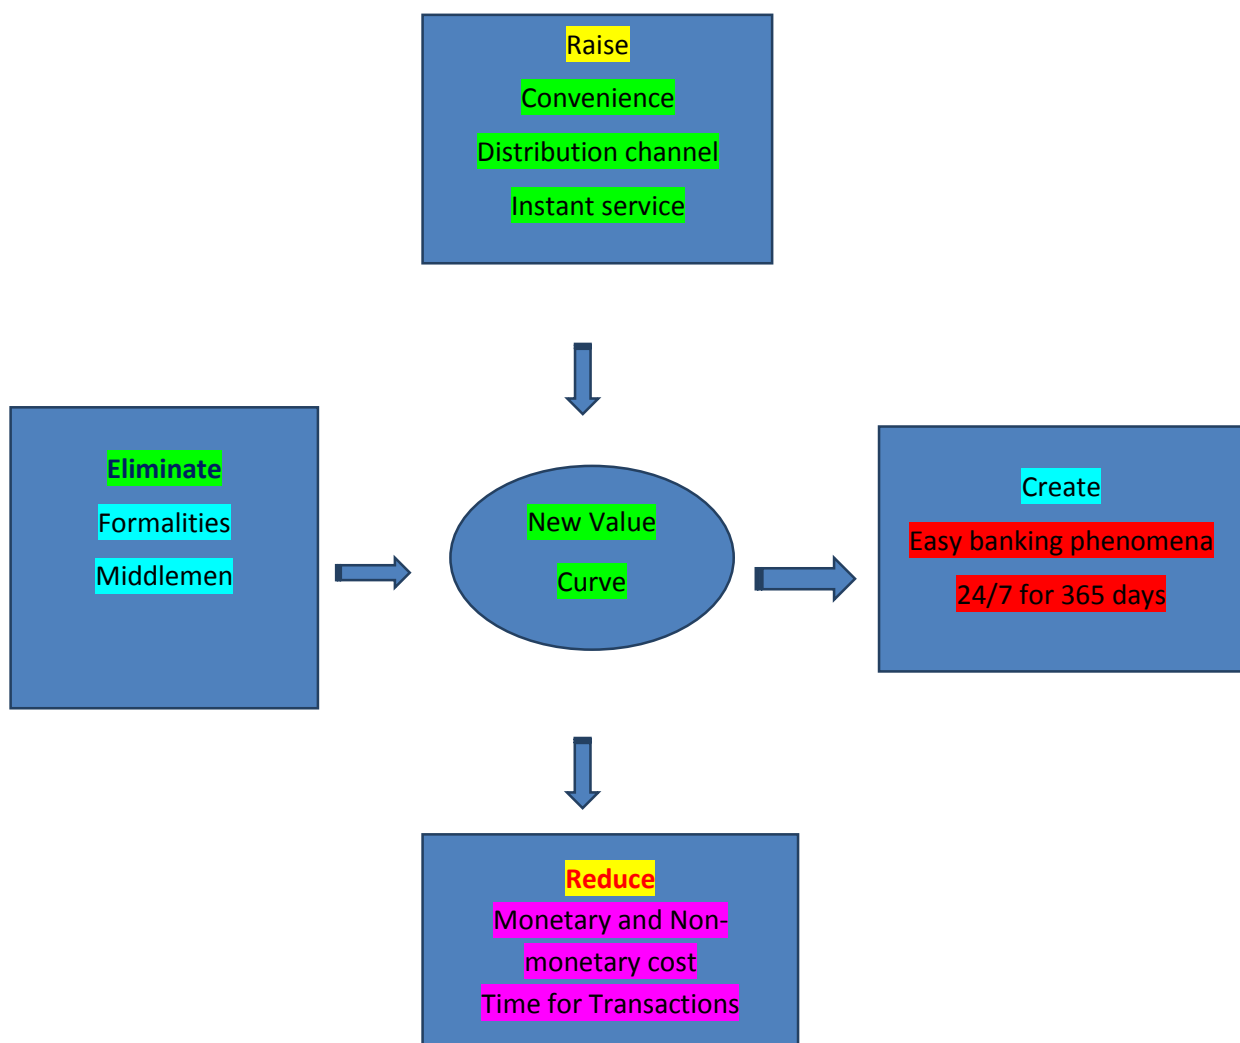 Raise
Convenience
Distribution channel
Instant service
Eliminate
Formalities
Middlemen
New Value
Curve
Create
Easy banking phenomena
24/7 for 365 days
Reduce
Monetary and Non-
monetary cost
Time for Transactions